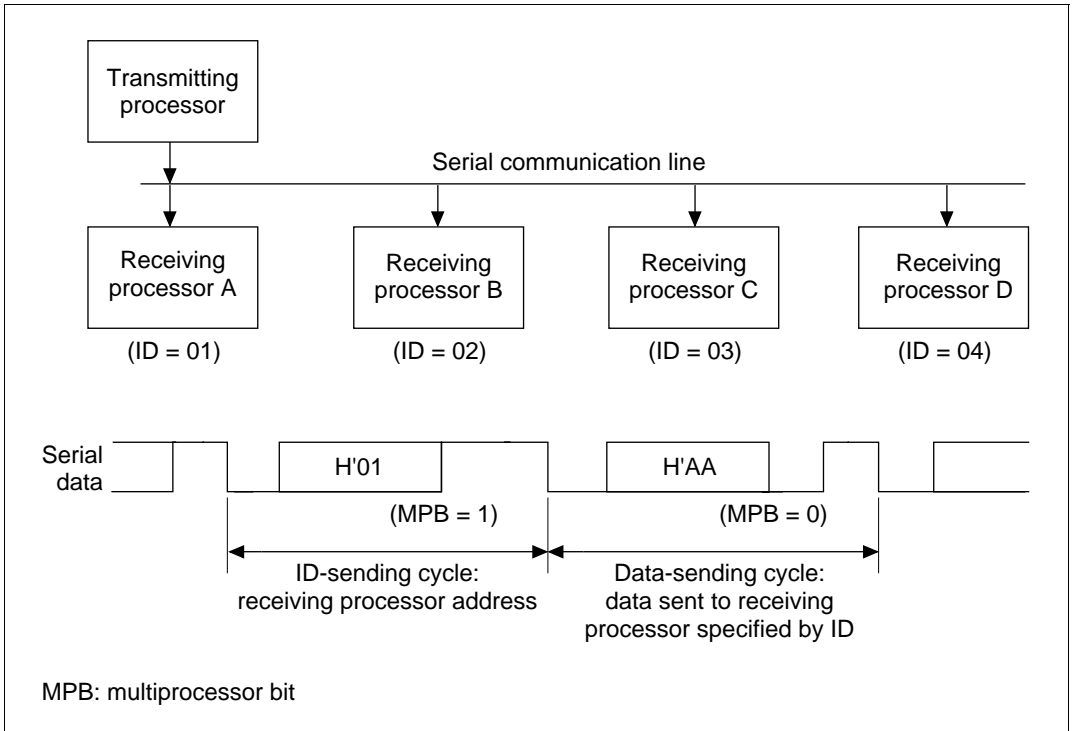 Transmitting
processor
Serial communication line
Receiving
processor A
Receiving
processor B
Receiving
processor C
Receiving
processor D
(ID = 01)
(ID = 02)
(ID = 03)
(ID = 04)
Serial
data
H'01
H'AA
(MPB = 1)
(MPB = 0)
ID-sending cycle:
receiving processor address
Data-sending cycle:
data sent to receiving
processor specified by ID
MPB: multiprocessor bit